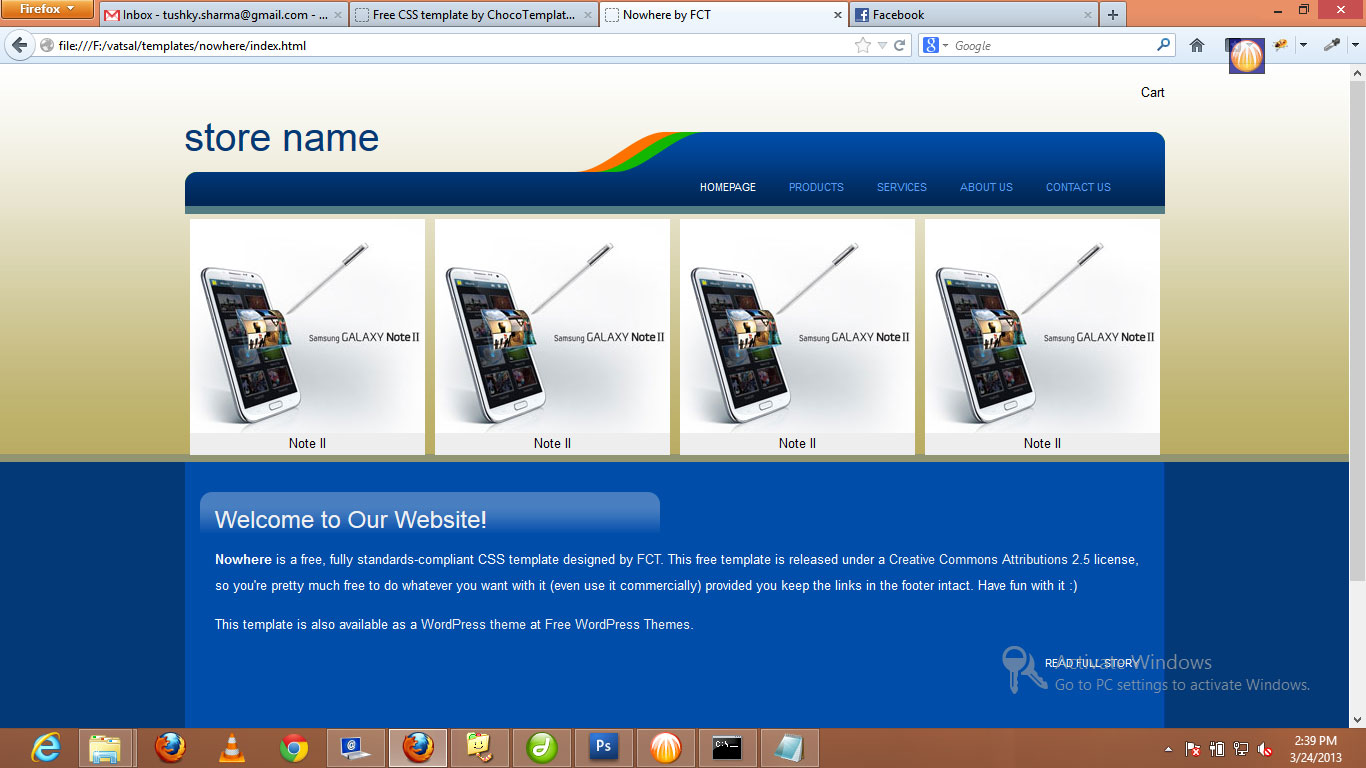 Firefox
Inbox - tushky.sharma@gmail.com - ...
Free CSS template by ChocoTemplat...
Nowhere by FCT
Facebook
file:///F:/vatsal/templates/nowhere/index.html
Google
Cart
store name
HOMEPAGE PRODUCTS SERVICES ABOUT US CONTACT US
Samsung GALAXY Note II
Samsung GALAXY Note II
Samsung GALAXY Note II
Samsung GALAXY Note II
Note II
Note II
Note II
Note II
Welcome to Our Website!
Nowhere is a free, fully standards-compliant CSS template designed by FCT. This free template is released under a Creative Commons Attributions 2.5 license,
so you're pretty much free to do whatever you want with it (even use it commercially) provided you keep the links in the footer intact. Have fun with it :)
This template is also available as a WordPress theme at Free WordPress Themes.
READ FULL STORY
Activate Windows
Go to PC settings to activate Windows.
Ps
C:\.
2:39 PM
3/24/2013